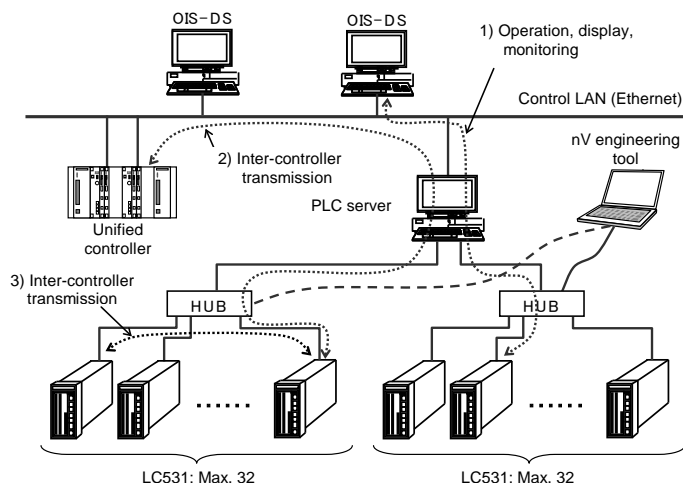 OIS-DS
OIS-DS
1) Operation, display,
monitoring
Control LAN (Ethernet)
2) Inter-controller
transmission
nV engineering
tool
PLC server
Unified
controller
3) Inter-controller
transmission
HUB
HUB
LC531: Max. 32
LC531: Max. 32